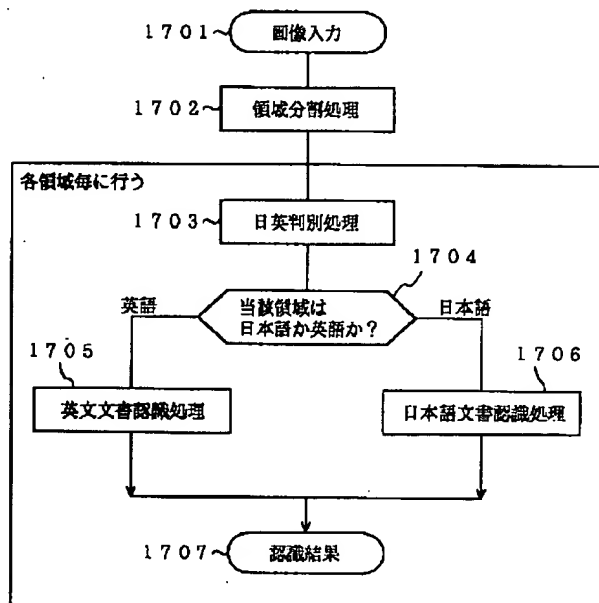 1701
画像入力
1702
領域分割処理
各領域毎に行う
1703
日英判別処理
1704
英語
当該領域は
日本語か英語か？
日本語
1705
英文文書認識処理
1706
日本語文書認識処理
1707
認識結果